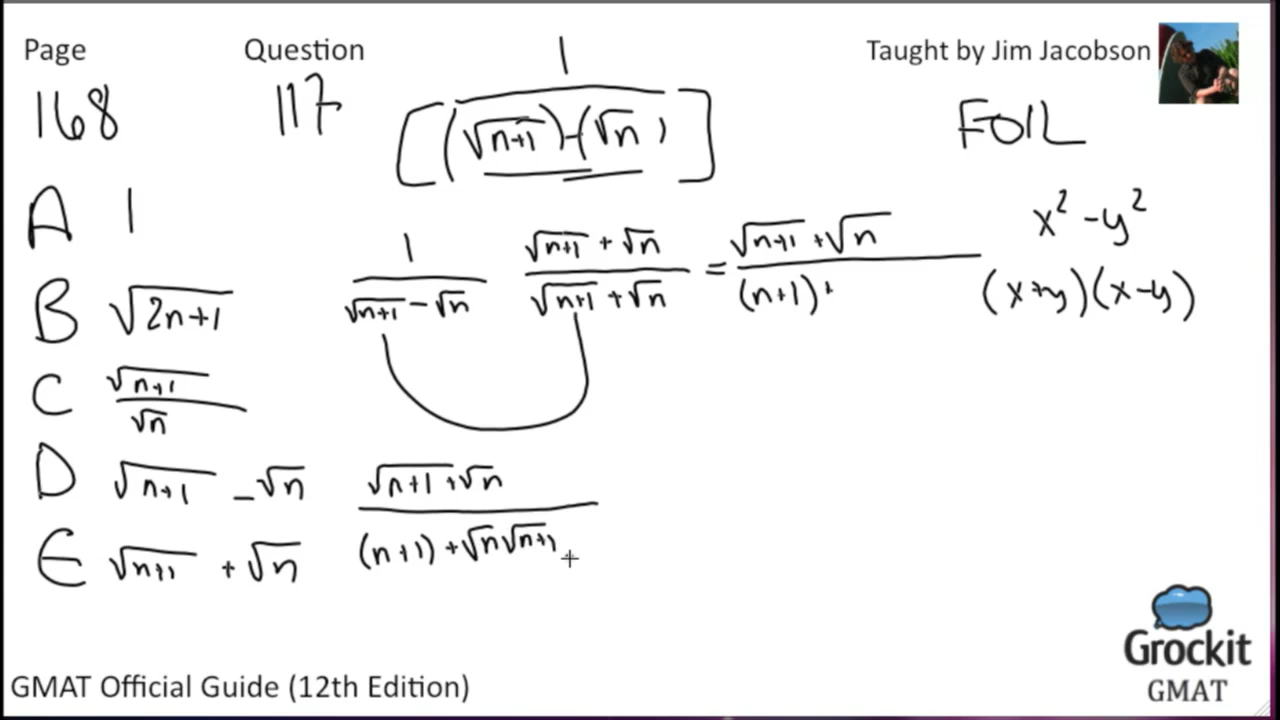 Page Question Taught by Jim Jacobson
168 117 FOIL
1
[(√n+1) - (√n)]
A 1
x² - y²
(x+y)(x-y)
1 √n+1 + √n = √n+1 + √n
√n+1 - √n √n+1 + √n (n+1) +
B √2n+1
C √n+1
√n
D √n+1 - √n
E √n+1 + √n
√n+1 + √n
(n+1) + √n√n+1 +
Grockit
GMAT
GMAT Official Guide (12th Edition)